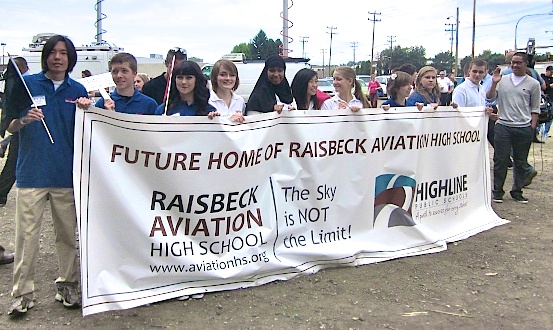 FUTURE HOME OF RAISBECK AVIATION HIGH SCHOOL
RAISBECK
AVIATION
HIGH SCHOOL
www.aviationhs.org
The Sky
is NOT
the Limit!
HIGHLINE
PUBLIC SCHOOLS